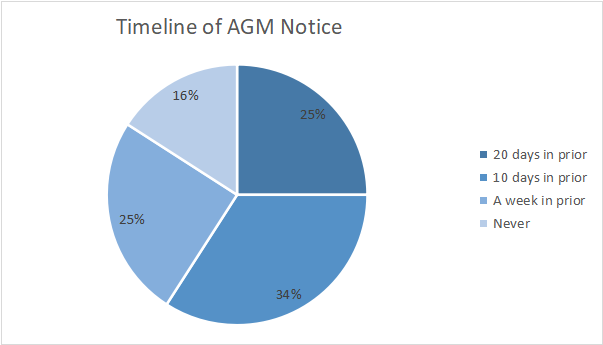 Timeline of AGM Notice
16%
25%
25%
34%
20 days in prior
10 days in prior
A week in prior
Never